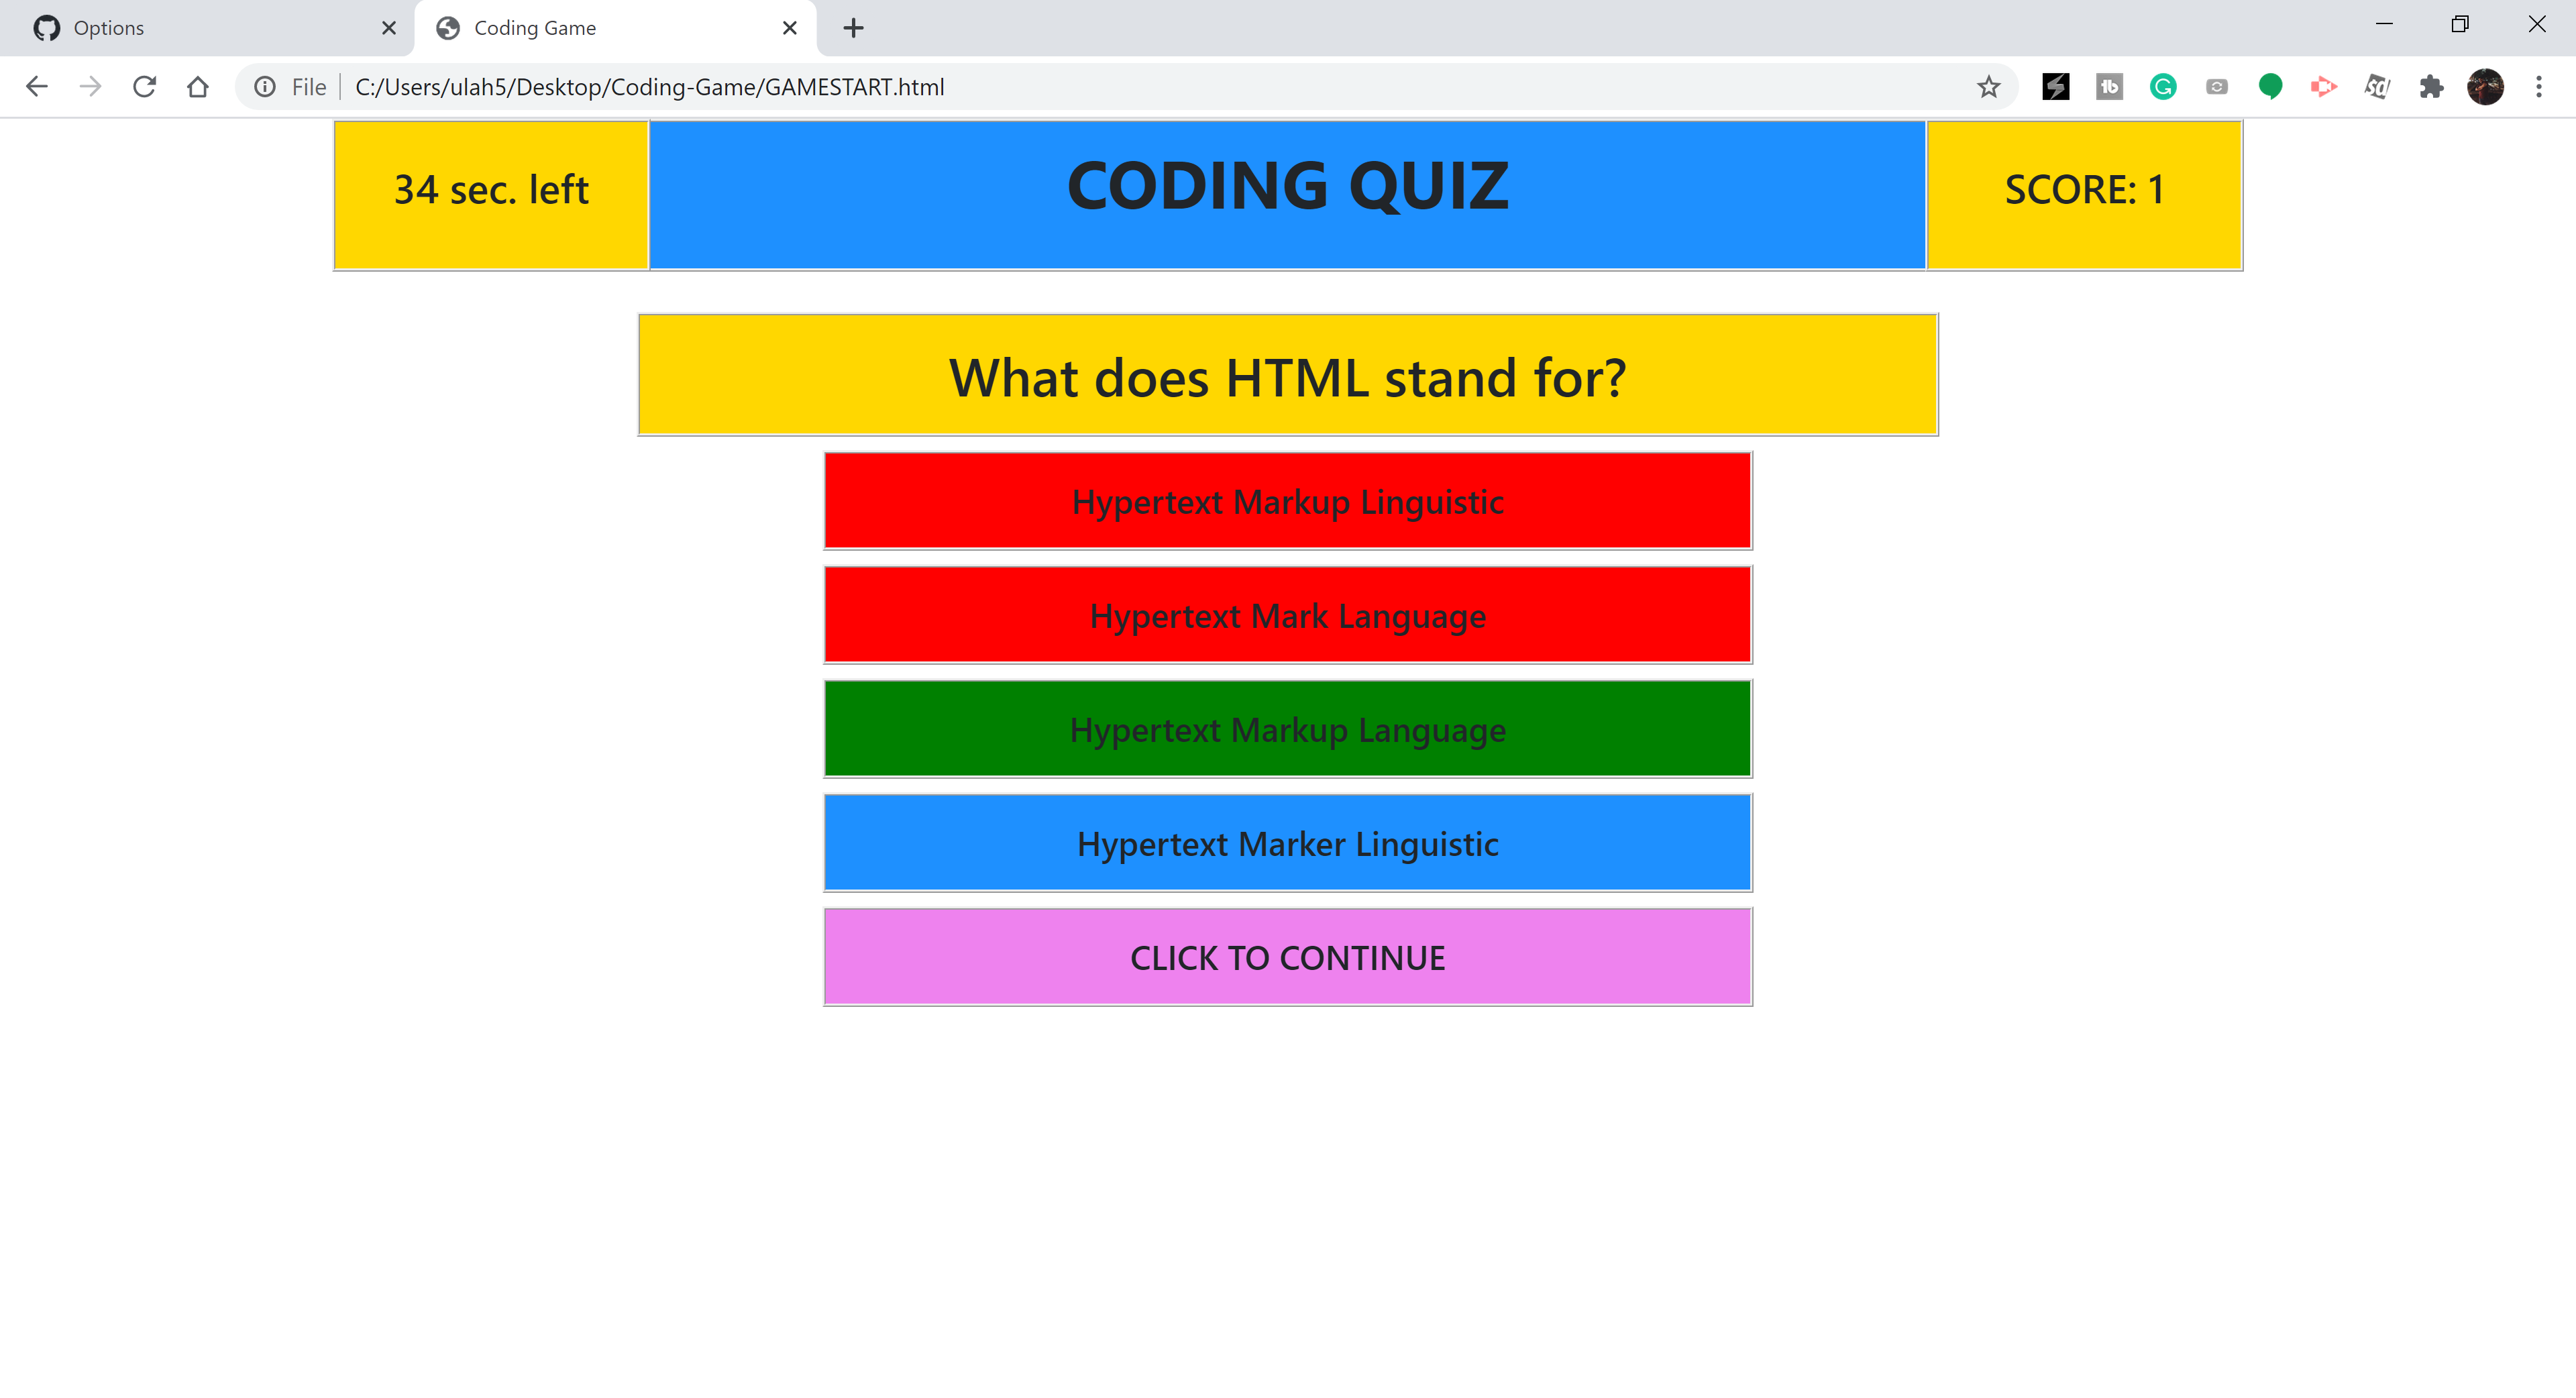 Options
Coding Game
File
C:/Users/ulah5/Desktop/Coding-Game/GAMESTART.html
34 sec. left
CODING QUIZ
SCORE: 1
What does HTML stand for?
Hypertext Markup Linguistic
Hypertext Mark Language
Hypertext Markup Language
Hypertext Marker Linguistic
CLICK TO CONTINUE